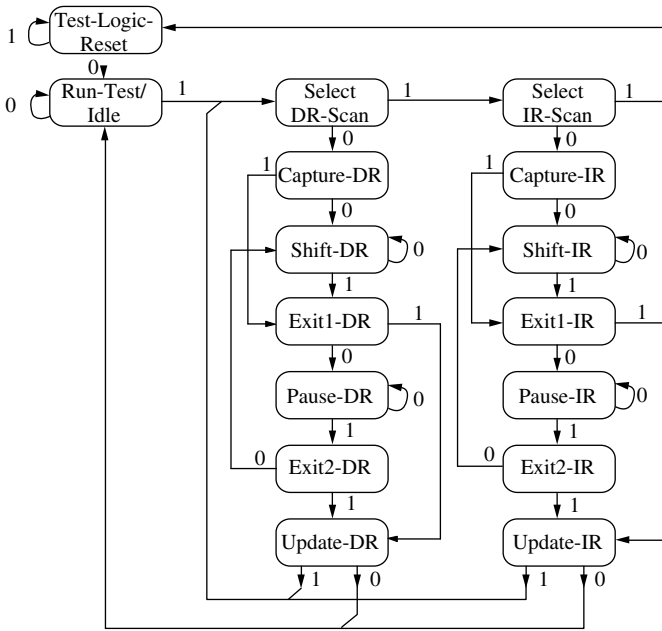 Test-Logic-
Reset
1
0
Run-Test/
Idle
0
1
Select
DR-Scan
1
Select
IR-Scan
1
0
0
1
Capture-DR
1
Capture-IR
0
0
Shift-DR
0
Shift-IR
0
1
1
Exit1-DR
1
Exit1-IR
1
0
0
Pause-DR
0
Pause-IR
0
1
1
0
Exit2-DR
0
Exit2-IR
1
1
Update-DR
Update-IR
1
0
1
0